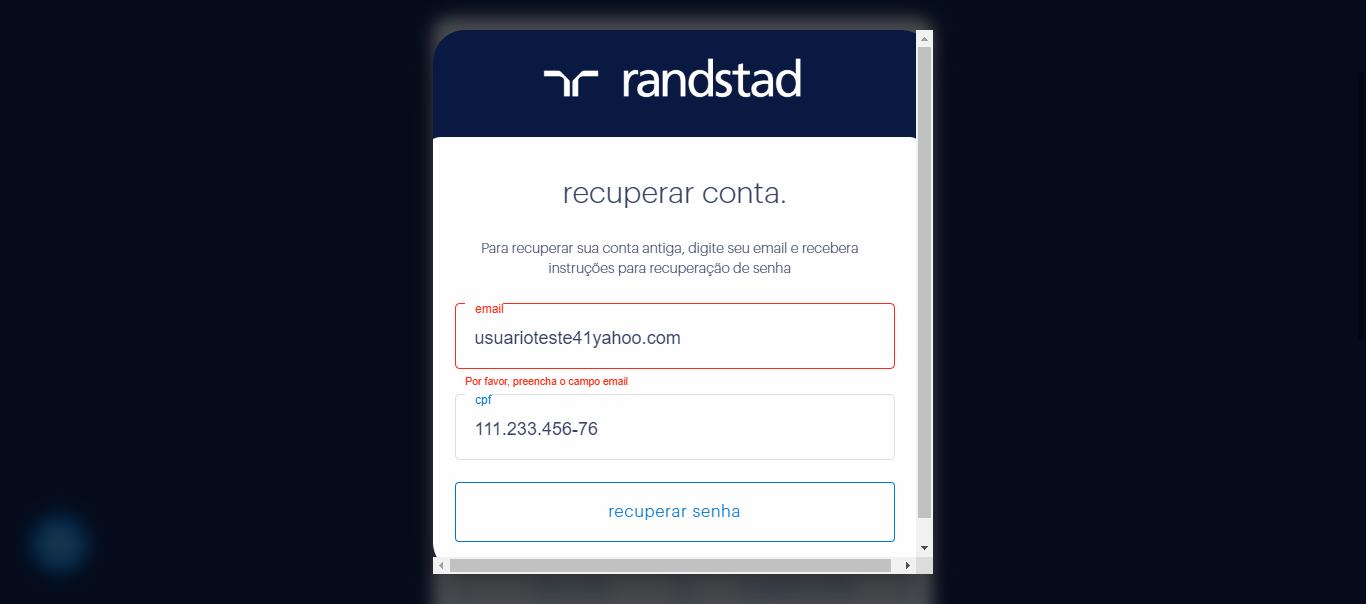 randstad
recuperar conta.
Para recuperar sua conta antiga, digite seu email e recebera
instruções para recuperação de senha
email
usuarioteste41yahoo.com
Por favor, preencha o campo email
cpf
111.233.456-76
recuperar senha